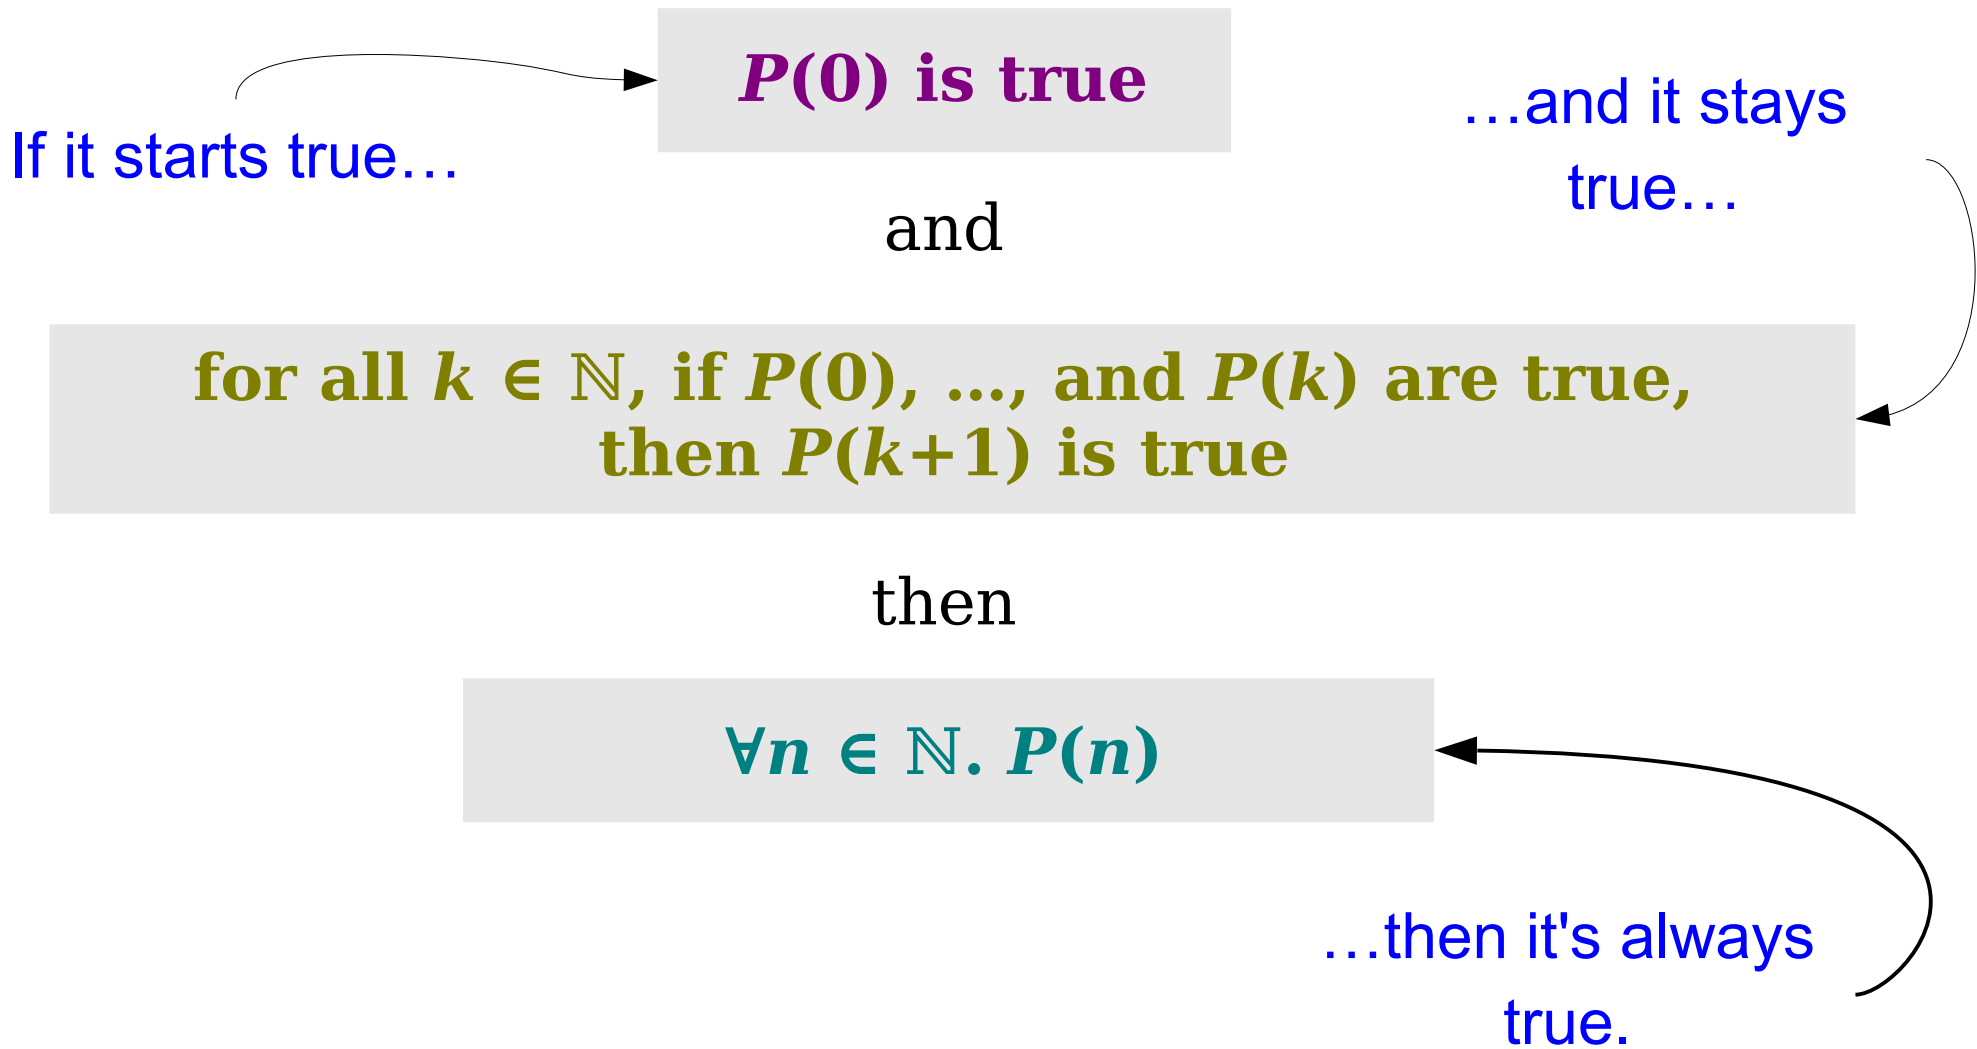 P(0) is true
If it starts true…
…and it stays
true…
and
for all k ∈ ℕ, if P(0), …, and P(k) are true,
then P(k+1) is true
then
∀n ∈ ℕ. P(n)
…then it's always
true.